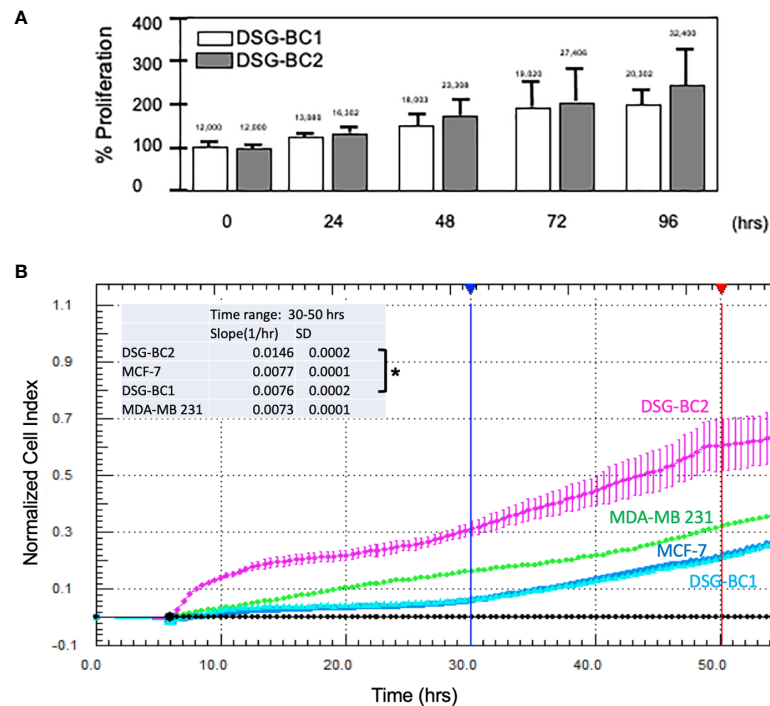 A
400
300
200
100
0
% Proliferation
DSG-BC1
DSG-BC2
12,000
12,000
13,080
16,302
18,003
23,308
19,020
27,406
20,302
32,403
0
24
48
72
96
(hrs)
B
1.1
0.9
0.7
0.5
0.3
0.1
-0.1
Normalized Cell Index
Time range: 30-50 hrs
Slope(1/hr) SD
DSG-BC2 0.0146 0.0002
MCF-7 0.0077 0.0001
DSG-BC1 0.0076 0.0002
MDA-MB 231 0.0073 0.0001
*
DSG-BC2
MDA-MB 231
MCF-7
DSG-BC1
0.0
10.0
20.0
30.0
40.0
50.0
Time (hrs)